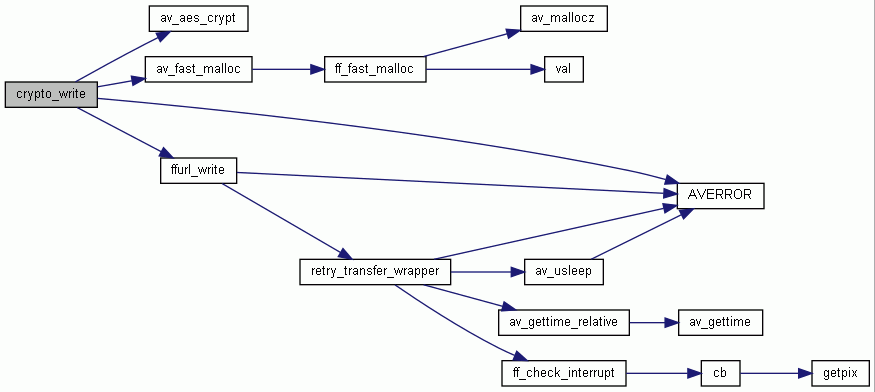 av_aes_crypt
av_mallocz
av_fast_malloc
ff_fast_malloc
val
crypto_write
ffurl_write
AVERROR
retry_transfer_wrapper
av_usleep
av_gettime_relative
av_gettime
ff_check_interrupt
cb
getpix